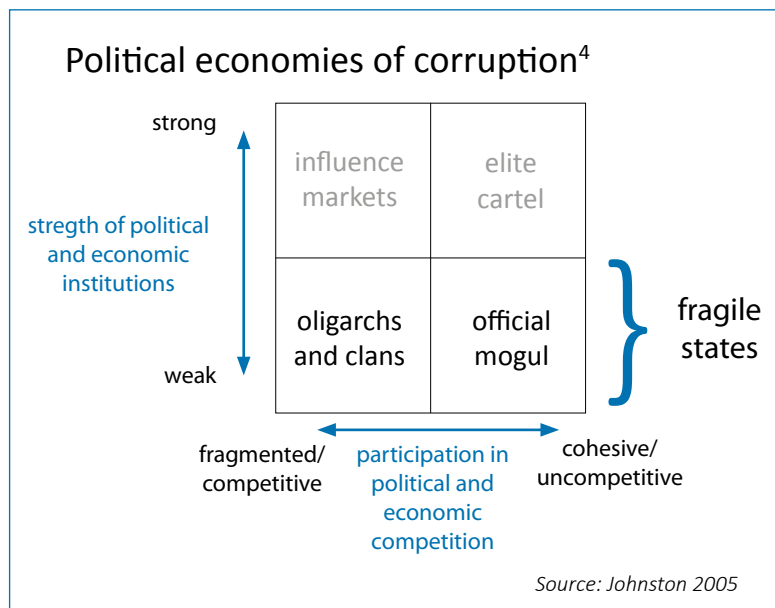 Political economies of corruption⁴
strong
influence
markets
elite
cartel
stregth of political
and economic
institutions
oligarchs
and clans
official
mogul
fragile
states
weak
fragmented/
competitive
participation in
political and
economic
competition
cohesive/
uncompetitive
Source: Johnston 2005